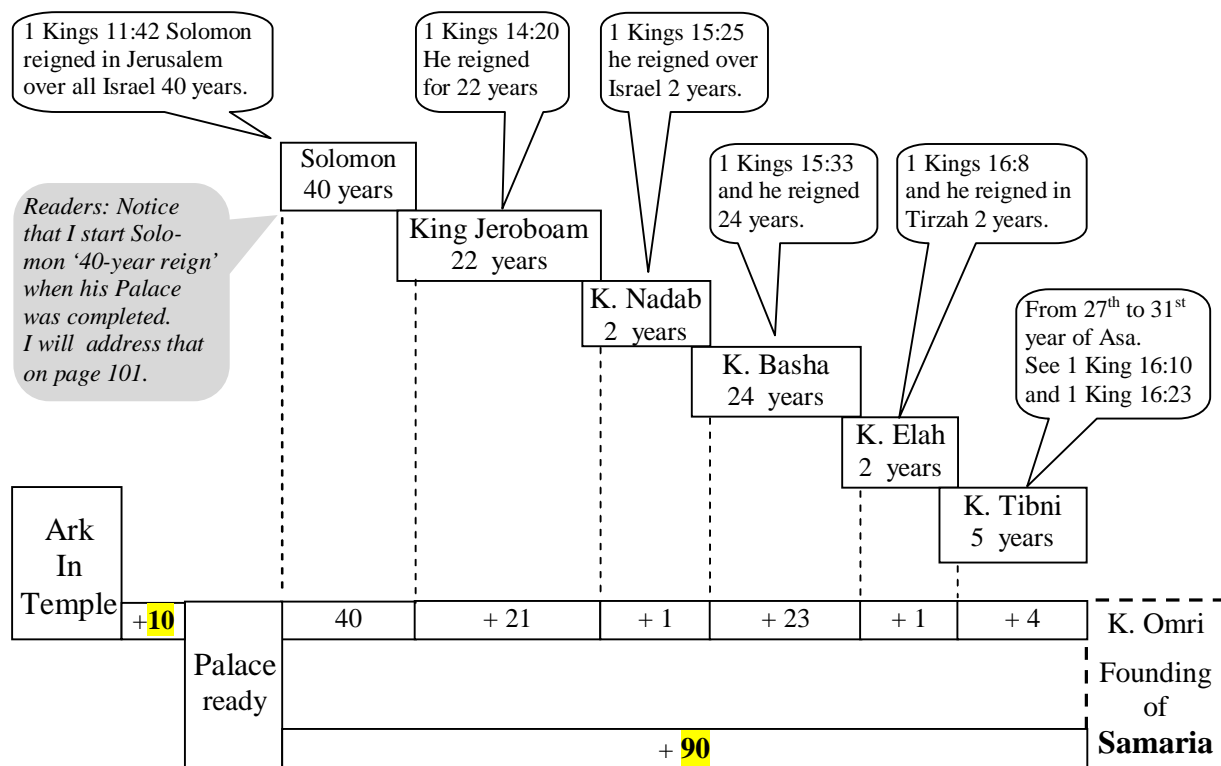 1 Kings 11:42 Solomon
reigned in Jerusalem
over all Israel 40 years.
1 Kings 14:20
He reigned
for 22 years
1 Kings 15:25
he reigned over
Israel 2 years.
1 Kings 15:33
and he reigned
24 years.
1 Kings 16:8
and he reigned in
Tirzah 2 years.
From 27th to 31st
year of Asa.
See 1 King 16:10
and 1 King 16:23
Readers: Notice
that I start Solo-
mon ‘40-year reign’
when his Palace
was completed.
I will address that
on page 101.
Solomon
40 years
King Jeroboam
22 years
K. Nadab
2 years
K. Basha
24 years
K. Elah
2 years
K. Tibni
5 years
Ark
In
Temple
+10
Palace
ready
40
+ 21
+ 1
+ 23
+ 1
+ 4
K. Omri
Founding
of
Samaria
+ 90